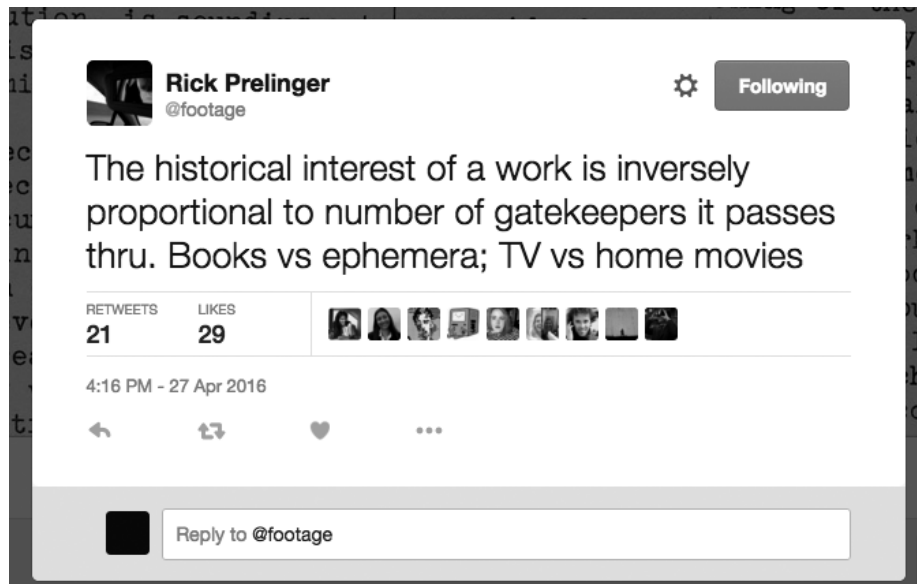 Rick Prelinger
@footage
Following
The historical interest of a work is inversely
proportional to number of gatekeepers it passes
thru. Books vs ephemera; TV vs home movies
RETWEETS
21
LIKES
29
4:16 PM - 27 Apr 2016
Reply to @footage